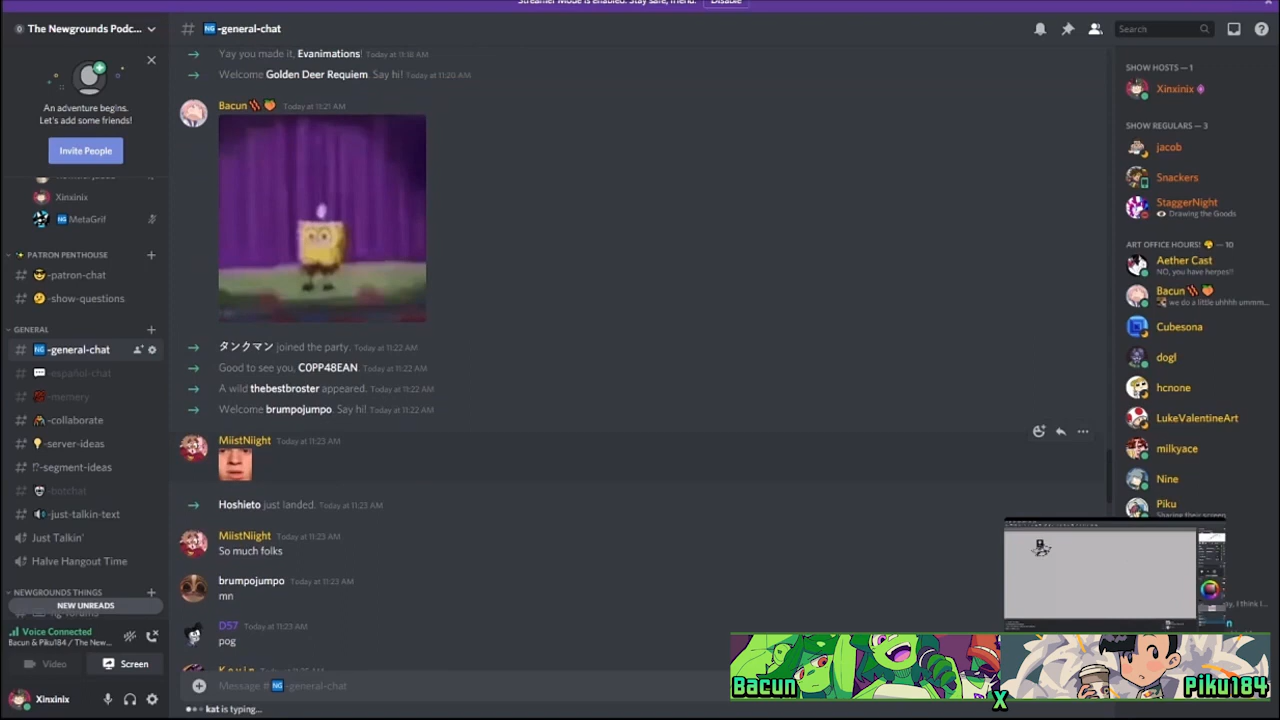 Streamer Mode is enabled. Stay safe, friend. Disable
The Newgrounds Podc...
An adventure begins.
Let's add some friends!
Invite People
Xinxinix
NG MetaGrif
PATRON PENTHOUSE
-patron-chat
-show-questions
GENERAL
NG -general-chat
-español-chat
-memery
-collaborate
-server-ideas
!?-segment-ideas
-botchat
-just-talkin-text
Just Talkin'
Halve Hangout Time
NEWGROUNDS THINGS
NEW UNREADS
Voice Connected
Bacun & Piku184 / The New...
Video
Screen
Xinxinix
# NG -general-chat
Search
Yay you made it, Evanimations! Today at 11:18 AM
Welcome Golden Deer Requiem. Say hi! Today at 11:20 AM
Bacun Today at 11:21 AM
タンクマン joined the party. Today at 11:22 AM
Good to see you, C0PP48EAN. Today at 11:22 AM
A wild thebestbroster appeared. Today at 11:22 AM
Welcome brumpojumpo. Say hi! Today at 11:22 AM
MiistNiight Today at 11:23 AM
Hoshieto just landed. Today at 11:23 AM
MiistNiight Today at 11:23 AM
So much folks
brumpojumpo Today at 11:23 AM
mn
D57 Today at 11:23 AM
pog
Message # NG -general-chat
kat is typing...
SHOW HOSTS — 1
Xinxinix
SHOW REGULARS — 3
jacob
Snackers
StaggerNight
Drawing the Goods
ART OFFICE HOURS! — 10
Aether Cast
NO, you have herpes!!
Bacun
we do a little uhhhh ummm...
Cubesona
dogl
hcnone
LukeValentineArt
milkyace
Nine
Piku
Sharing their screen
Bacun
X
Piku184